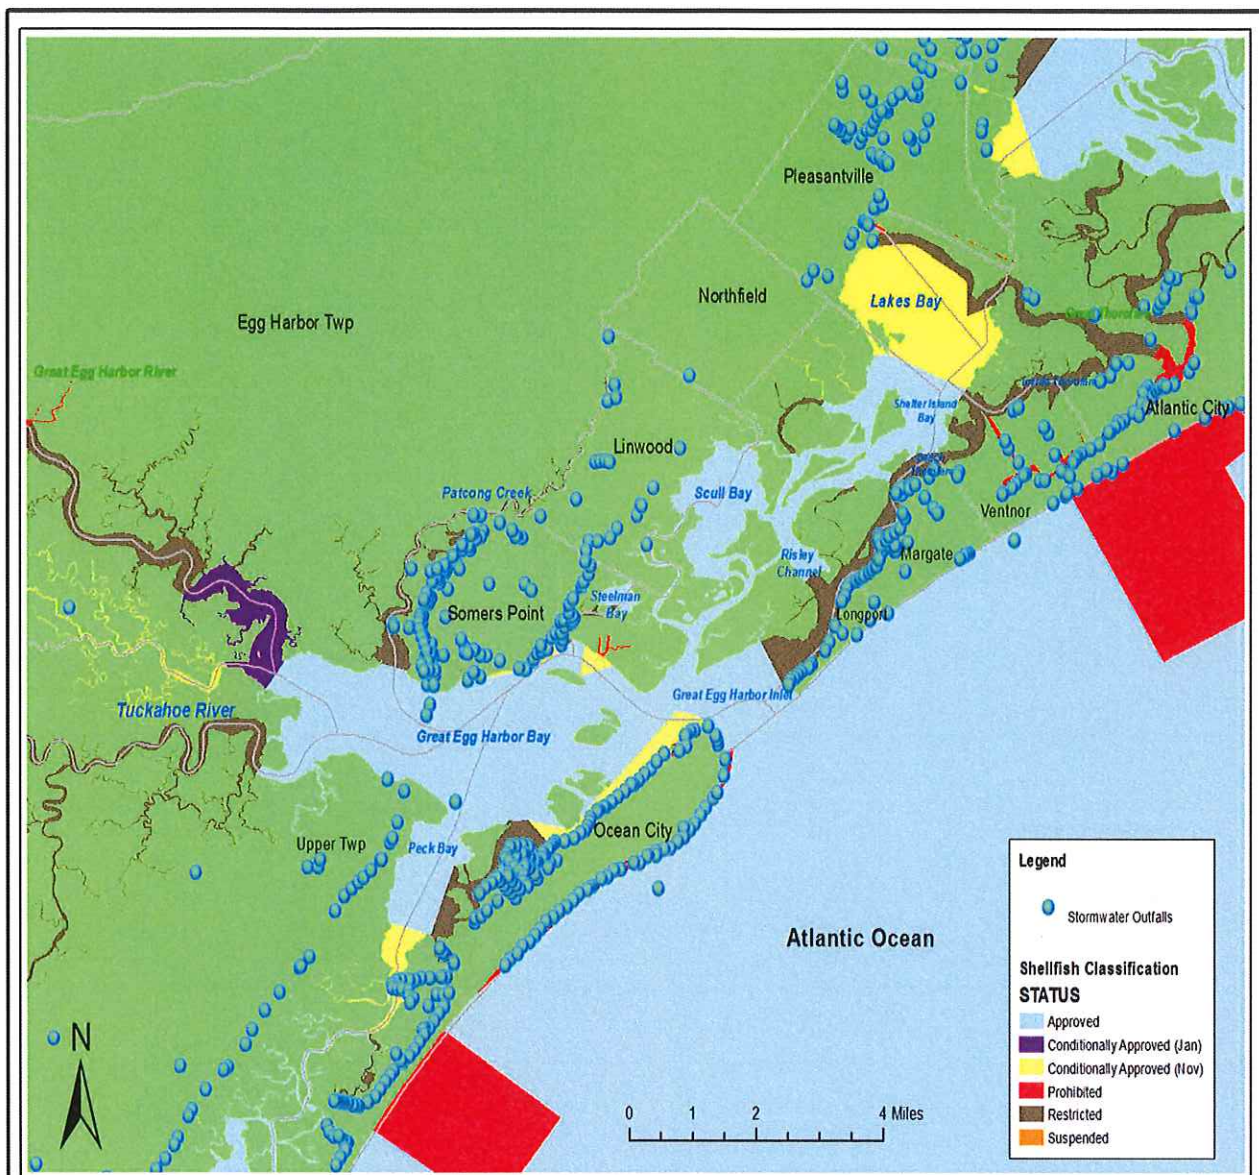 Pleasantville
Northfield
Lakes Bay
Egg Harbor Twp
Great Egg Harbor River
Shelter Island
Bay
Atlantic City
Linwood
Patcong Creek
Scull Bay
Ventnor
Risley
Channel
Margate
Steelman
Bay
Somers Point
Longport
Great Egg Harbor Inlet
Tuckahoe River
Great Egg Harbor Bay
Ocean City
Upper Twp
Peck Bay
Atlantic Ocean
Legend
Stormwater Outfalls
Shellfish Classification
STATUS
Approved
Conditionally Approved (Jan)
Conditionally Approved (Nov)
Prohibited
Restricted
Suspended
N
0 1 2 4 Miles